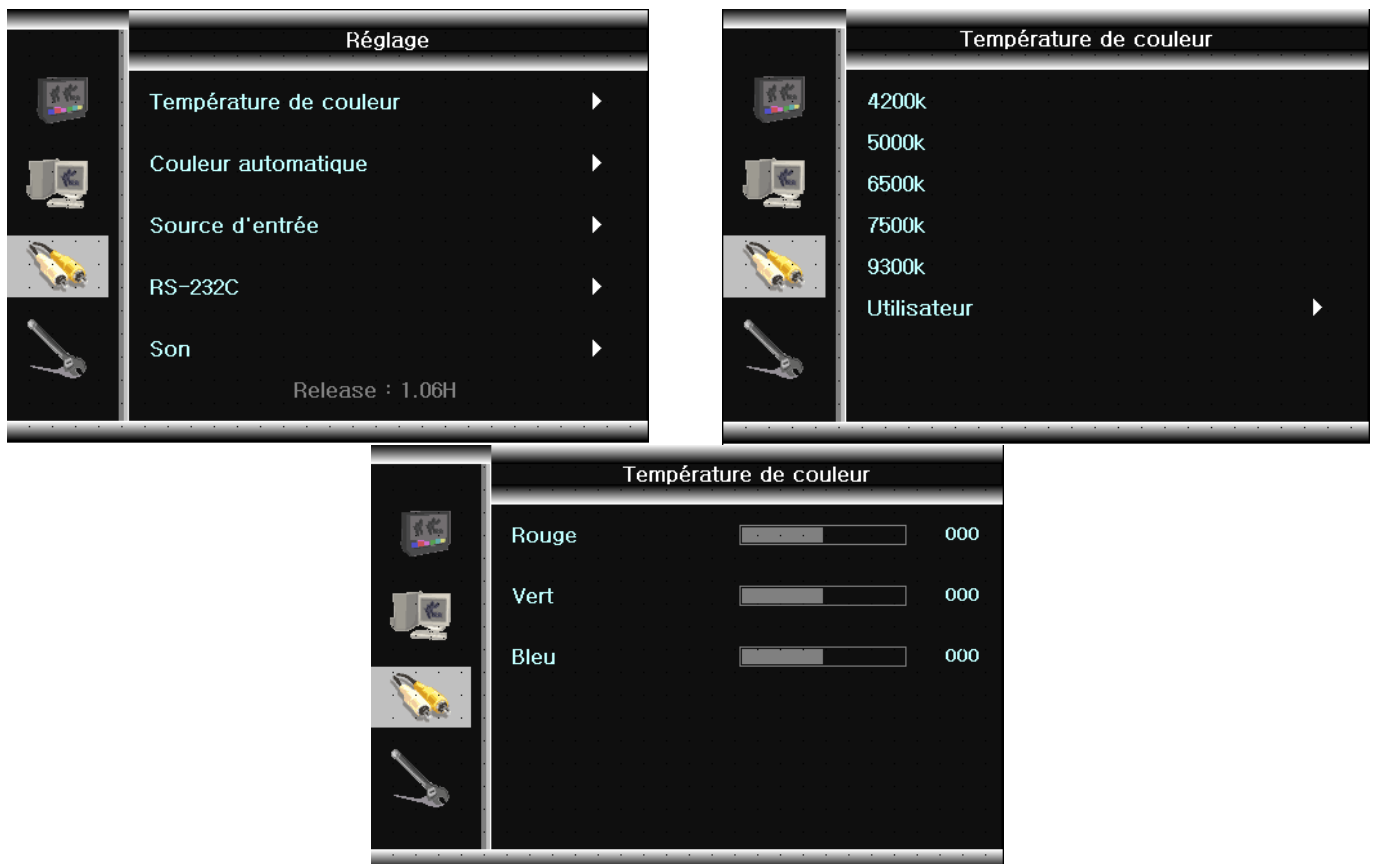 Réglage
Température de couleur
Couleur automatique
Source d'entrée
RS-232C
Son
Release : 1.06H
Température de couleur
4200k
5000k
6500k
7500k
9300k
Utilisateur
Température de couleur
Rouge 000
Vert 000
Bleu 000